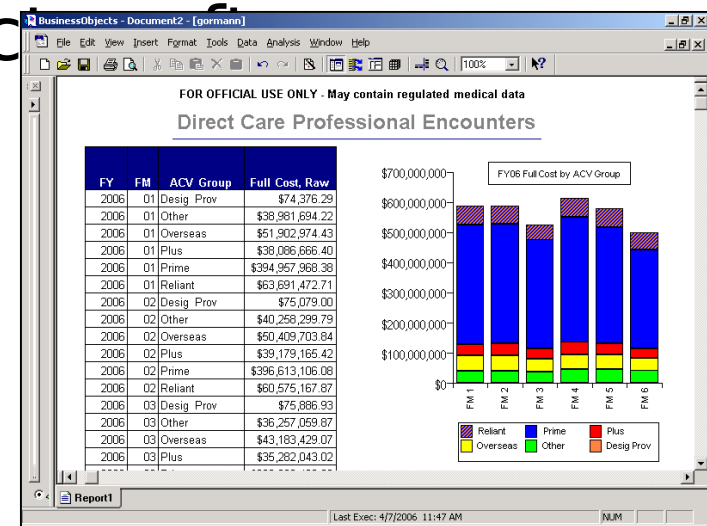 BusinessObjects - Document2 - [gormann]
File Edit View Insert Format Tools Data Analysis Window Help
100%
FOR OFFICIAL USE ONLY - May contain regulated medical data
Direct Care Professional Encounters
FY FM ACV Group Full Cost, Raw
2006 01 Desig Prov $74,376.29
2006 01 Other $38,981,694.22
2006 01 Overseas $51,902,974.43
2006 01 Plus $38,086,666.40
2006 01 Prime $394,957,968.38
2006 01 Reliant $63,691,472.71
2006 02 Desig Prov $75,079.00
2006 02 Other $40,258,299.79
2006 02 Overseas $50,409,703.84
2006 02 Plus $39,179,165.42
2006 02 Prime $396,613,106.08
2006 02 Reliant $60,575,167.87
2006 03 Desig Prov $75,886.93
2006 03 Other $36,257,059.87
2006 03 Overseas $43,183,429.07
2006 03 Plus $35,282,043.02
FY06 Full Cost by ACV Group
$700,000,000
$600,000,000
$500,000,000
$400,000,000
$300,000,000
$200,000,000
$100,000,000
$0
FM 1 FM 2 FM 3 FM 4 FM 5 FM 6
Reliant Prime Plus
Overseas Other Desig Prov
Report1
Last Exec: 4/7/2006 11:47 AM NUM